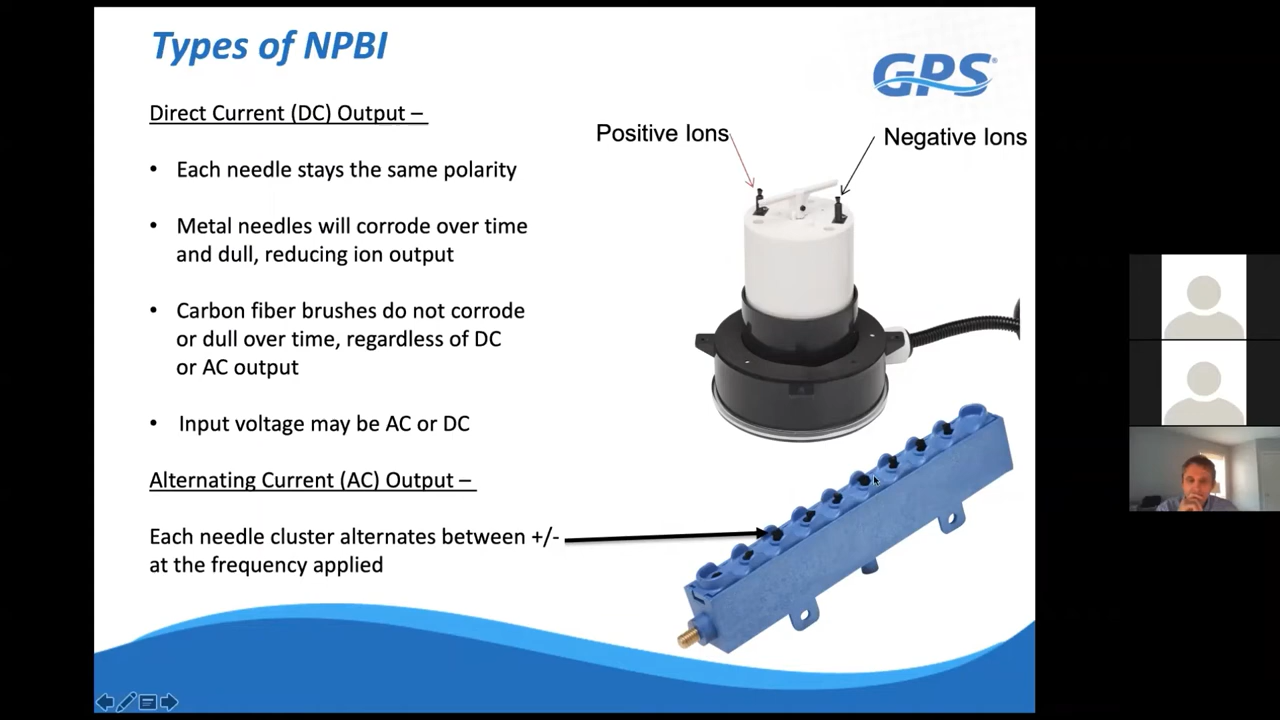 Types of NPBI
GPS®
Direct Current (DC) Output –
Positive Ions
Negative Ions
• Each needle stays the same polarity
• Metal needles will corrode over time
and dull, reducing ion output
• Carbon fiber brushes do not corrode
or dull over time, regardless of DC
or AC output
• Input voltage may be AC or DC
Alternating Current (AC) Output –
Each needle cluster alternates between +/-
at the frequency applied